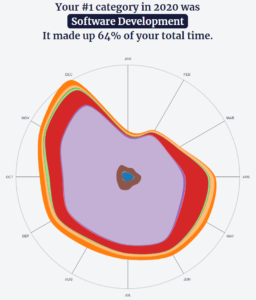 Your #1 category in 2020 was
Software Development
It made up 64% of your total time.
JAN
FEB
MAR
APR
MAY
JUN
JUL
AUG
SEP
OCT
NOV
DEC